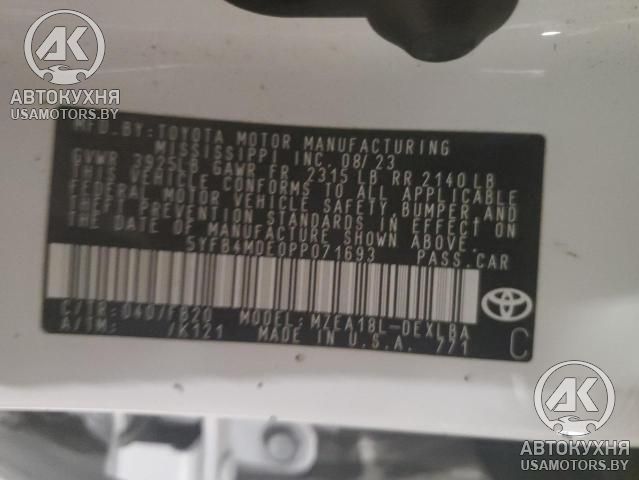 AK
АВТОКУХНЯ
USAMOTORS.BY
MFD. BY: TOYOTA MOTOR MANUFACTURING
MISSISSIPPI INC. 08/23
GVWR 3925LB GAWR FR 2315 LB RR 2140 LB
THIS VEHICLE CONFORMS TO ALL APPLICABLE
FEDERAL MOTOR VEHICLE SAFETY, BUMPER, AND
THEFT PREVENTION STANDARDS IN EFFECT ON
THE DATE OF MANUFACTURE SHOWN ABOVE.
5YFB4MDE0PP071693 PASS.CAR
C/TR: 040/FB20 MODEL: MZEA18L-DEXLBA
A/TM: /K121 MADE IN U.S.A. 771
C
AK
АВТОКУХНЯ
USAMOTORS.BY